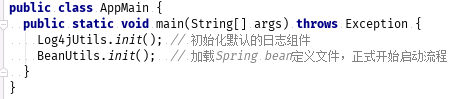 public class AppMain {
public static void main(String[] args) throws Exception {
Log4jUtils.init(); // 初始化默认的日志组件
BeanUtils.init(); // 加载Spring bean定义文件，正式开始启动流程
}
}